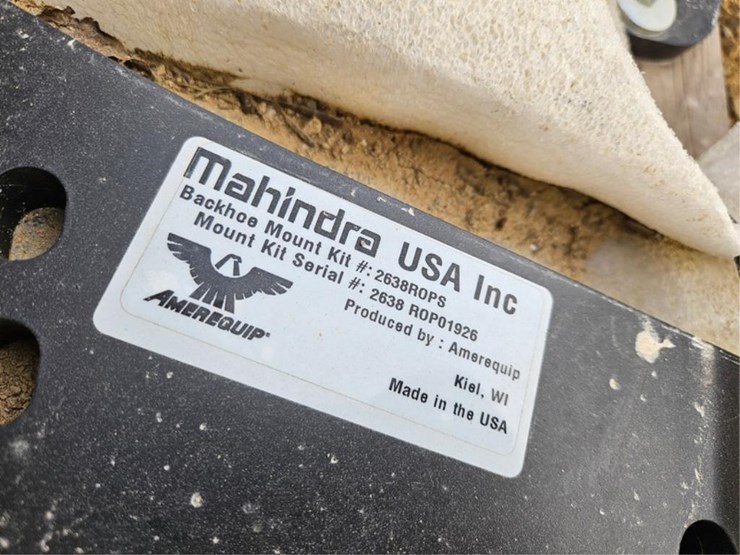 Mahindra USA Inc
Backhoe Mount Kit #: 2638ROPS
Mount Kit Serial #: 2638 ROP01926
Produced by : Amerequip
Kiel, WI
Made in the USA
AMEREQUIP®